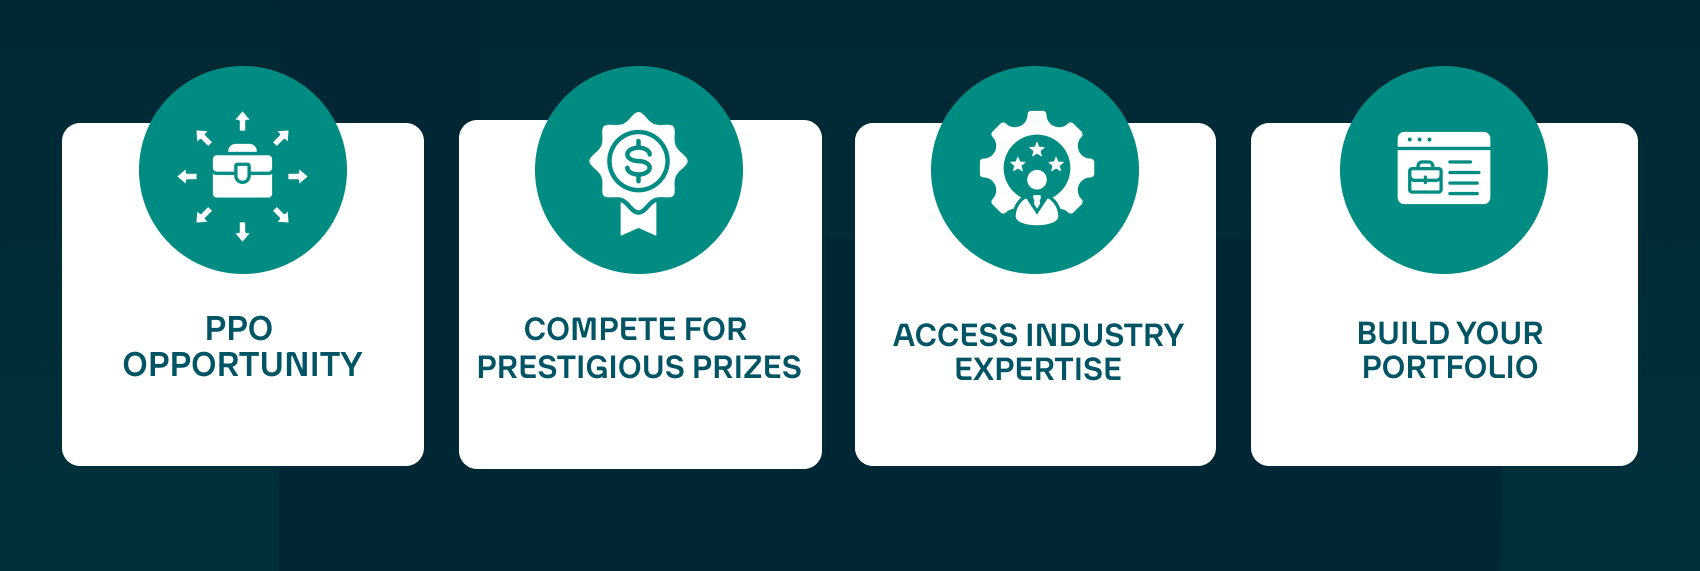 PPO
OPPORTUNITY
COMPETE FOR
PRESTIGIOUS PRIZES
ACCESS INDUSTRY
EXPERTISE
BUILD YOUR
PORTFOLIO